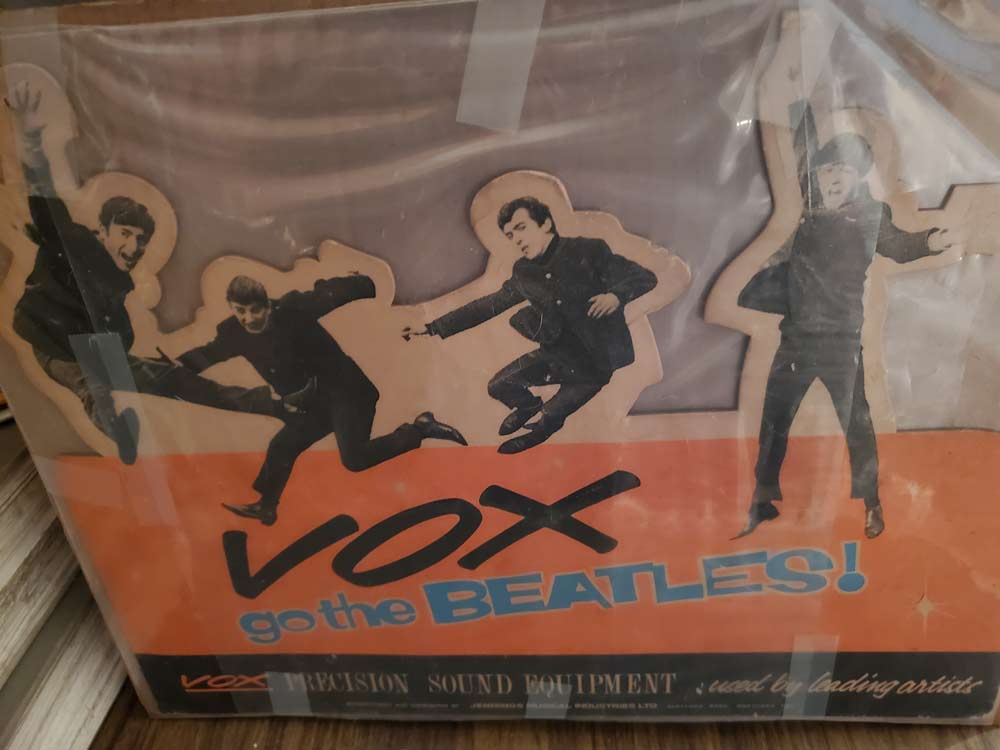 VOX
go the BEATLES!
VOX PRECISION SOUND EQUIPMENT used by leading artists
JENNINGS MUSICAL INDUSTRIES LTD